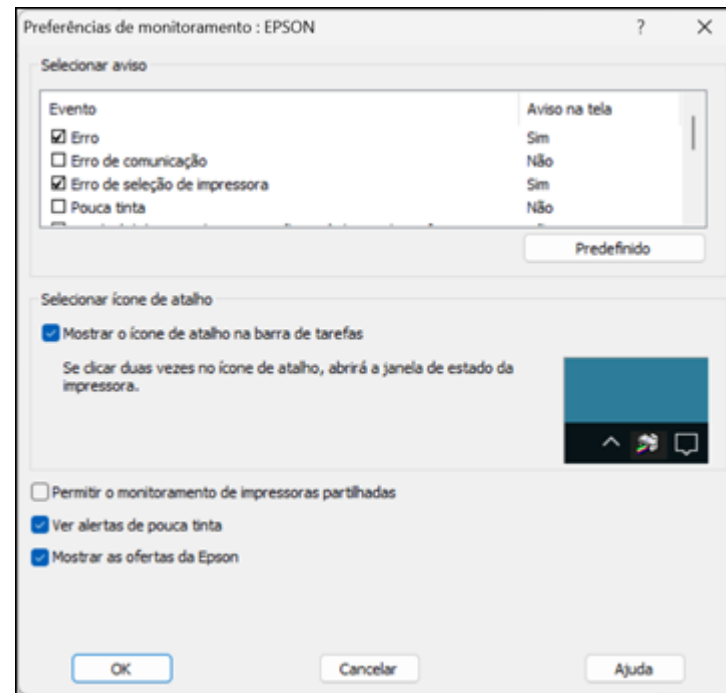 Preferências de monitoramento : EPSON ? X
Selecionar aviso
Evento Aviso na tela
Erro Sim
Erro de comunicação Não
Erro de seleção de impressora Sim
Pouca tinta Não
Predefinido
Selecionar ícone de atalho
Mostrar o ícone de atalho na barra de tarefas
Se clicar duas vezes no ícone de atalho, abrirá a janela de estado da
impressora.
Permitir o monitoramento de impressoras partilhadas
Ver alertas de pouca tinta
Mostrar as ofertas da Epson
OK Cancelar Ajuda